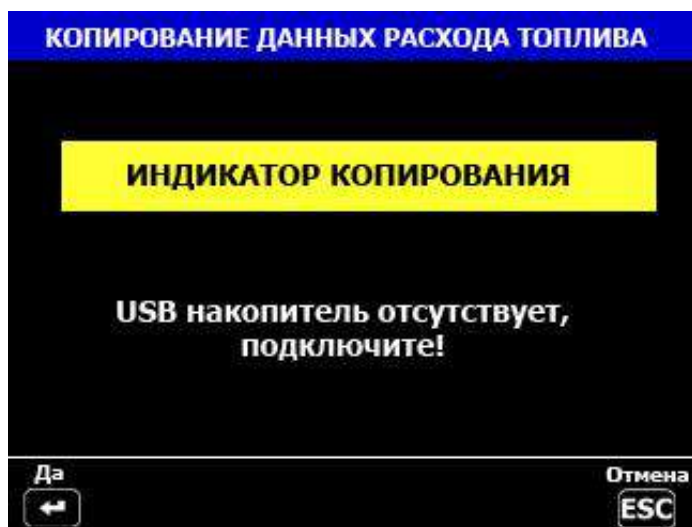 КОПИРОВАНИЕ ДАННЫХ РАСХОДА ТОПЛИВА
ИНДИКАТОР КОПИРОВАНИЯ
USB накопитель отсутствует,
подключите!
Да
Отмена
ESC